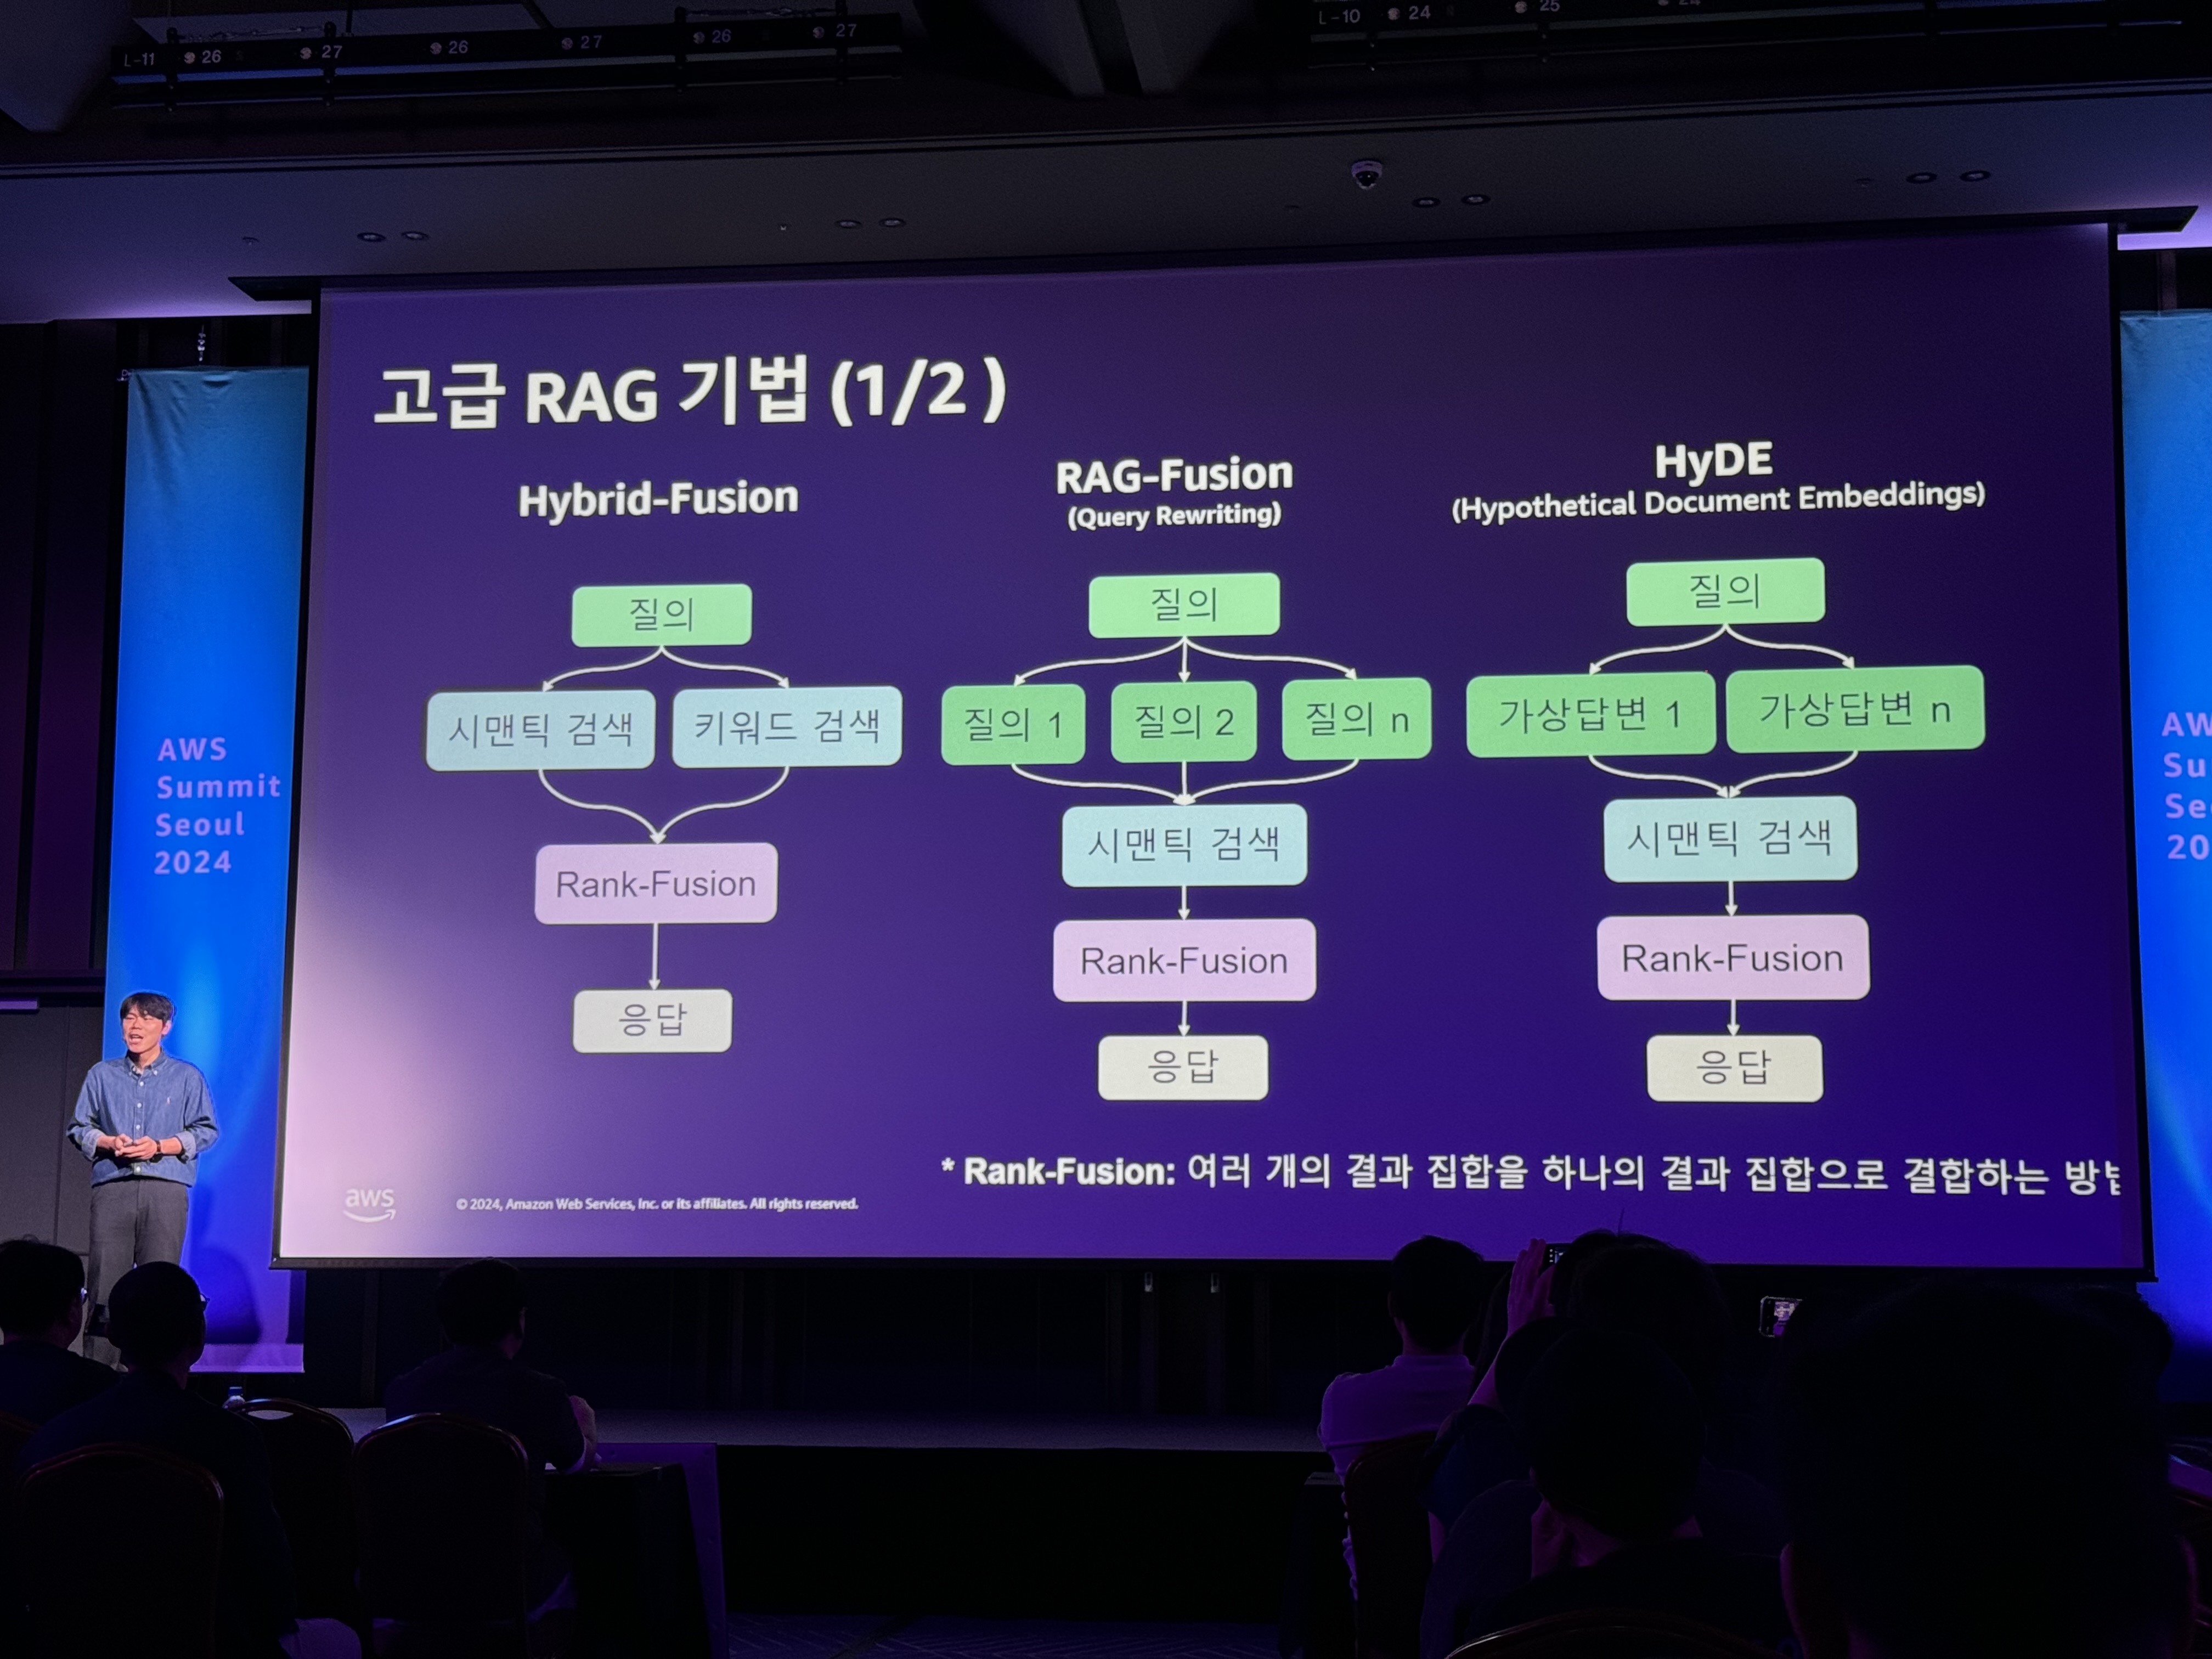 L-11 26 27 26 27 26 27
L-10 24 25
고급 RAG 기법 (1/2 )
Hybrid-Fusion
질의
시맨틱 검색
키워드 검색
Rank-Fusion
응답
RAG-Fusion
(Query Rewriting)
질의
질의 1
질의 2
질의 n
시맨틱 검색
Rank-Fusion
응답
HyDE
(Hypothetical Document Embeddings)
질의
가상답변 1
가상답변 n
시맨틱 검색
Rank-Fusion
응답
* Rank-Fusion: 여러 개의 결과 집합을 하나의 결과 집합으로 결합하는
aws
© 2024, Amazon Web Services, Inc. or its affiliates. All rights reserved.
AWS
Summit
Seoul
2024
AW
Su
Se
20